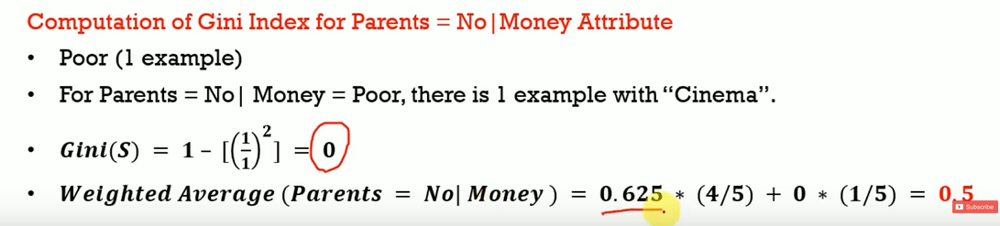 Computation of Gini Index for Parents = No|Money Attribute
• Poor (1 example)
• For Parents = No| Money = Poor, there is 1 example with “Cinema”.
• Gini(S) = 1 – [(1/1)²] = 0
• Weighted Average (Parents = No| Money ) = 0.625 * (4/5) + 0 * (1/5) = 0.5
Subscribe